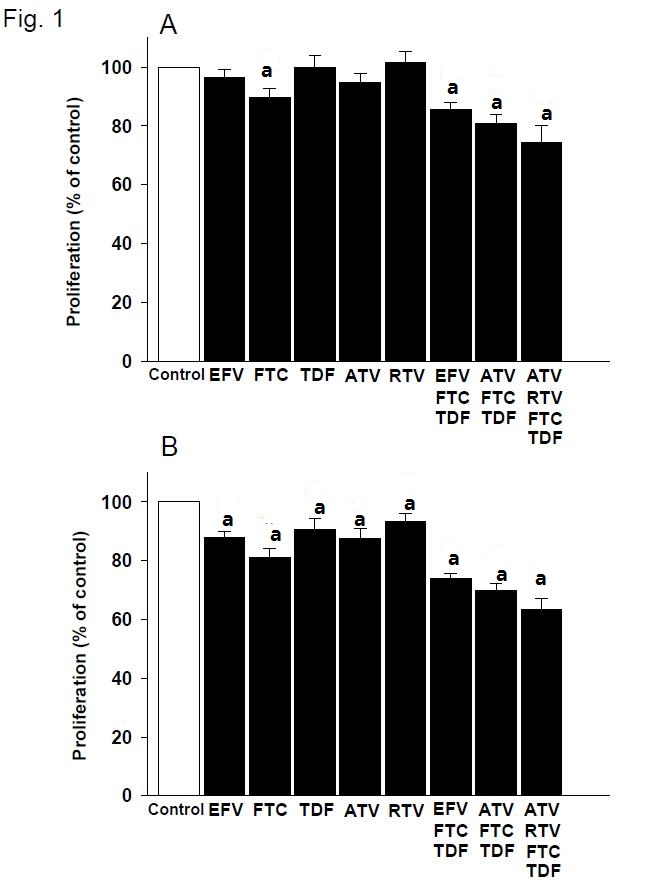 Fig. 1
A
Proliferation (% of control)
100
80
60
40
20
0
a
a
a
a
Control EFV FTC TDF ATV RTV EFV ATV ATV
FTC FTC RTV
TDF TDF FTC
TDF
B
Proliferation (% of control)
100
80
60
40
20
0
a
a
a
a
a
a
a
a
Control EFV FTC TDF ATV RTV EFV ATV ATV
FTC FTC RTV
TDF TDF FTC
TDF